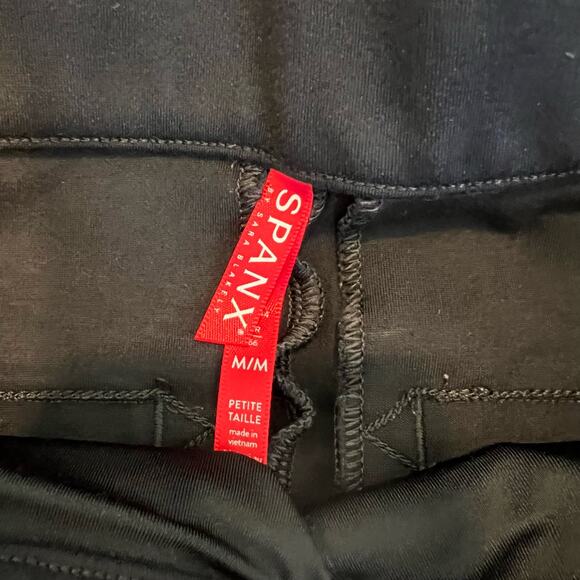 SPANX.
BY SARA BLAKELY
M/M
PETITE
TAILLE
made in
vietnam